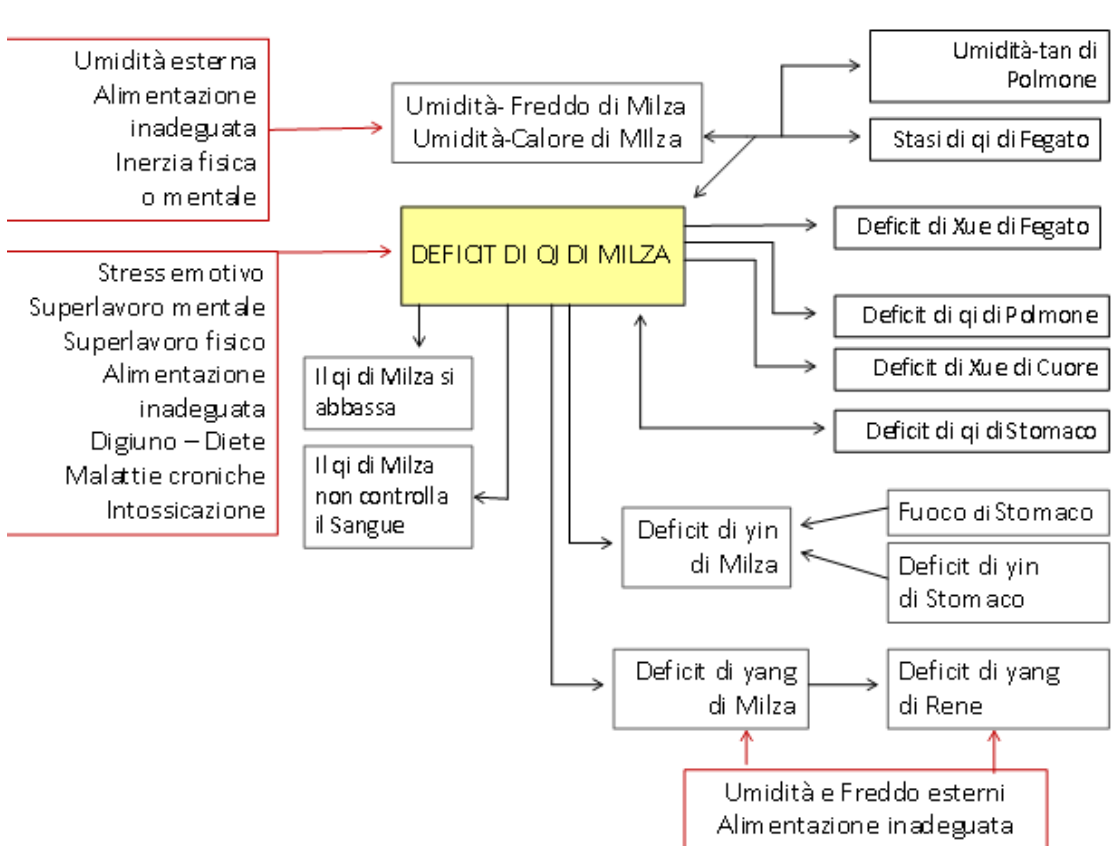 Umidità esterna
Alimentazione
inadeguata
Inerzia fisica
o mentale
Umidità- Freddo di Milza
Umidità-Calore di MIlza
Umidità-tan di
Polmone
Stasi di qi di Fegato
Stress emotivo
Superlavoro mentale
Superlavoro fisico
Alimentazione
inadeguata
Digiuno – Diete
Malattie croniche
Intossicazione
DEFICIT DI QI DI MILZA
Deficit di Xue di Fegato
Deficit di qi di Polmone
Deficit di Xue di Cuore
Deficit di qi di Stomaco
Il qi di Milza si
abbassa
Il qi di Milza
non controlla
il Sangue
Deficit di yin
di Milza
Fuoco di Stomaco
Deficit di yin
di Stomaco
Deficit di yang
di Milza
Deficit di yang
di Rene
Umidità e Freddo esterni
Alimentazione inadeguata